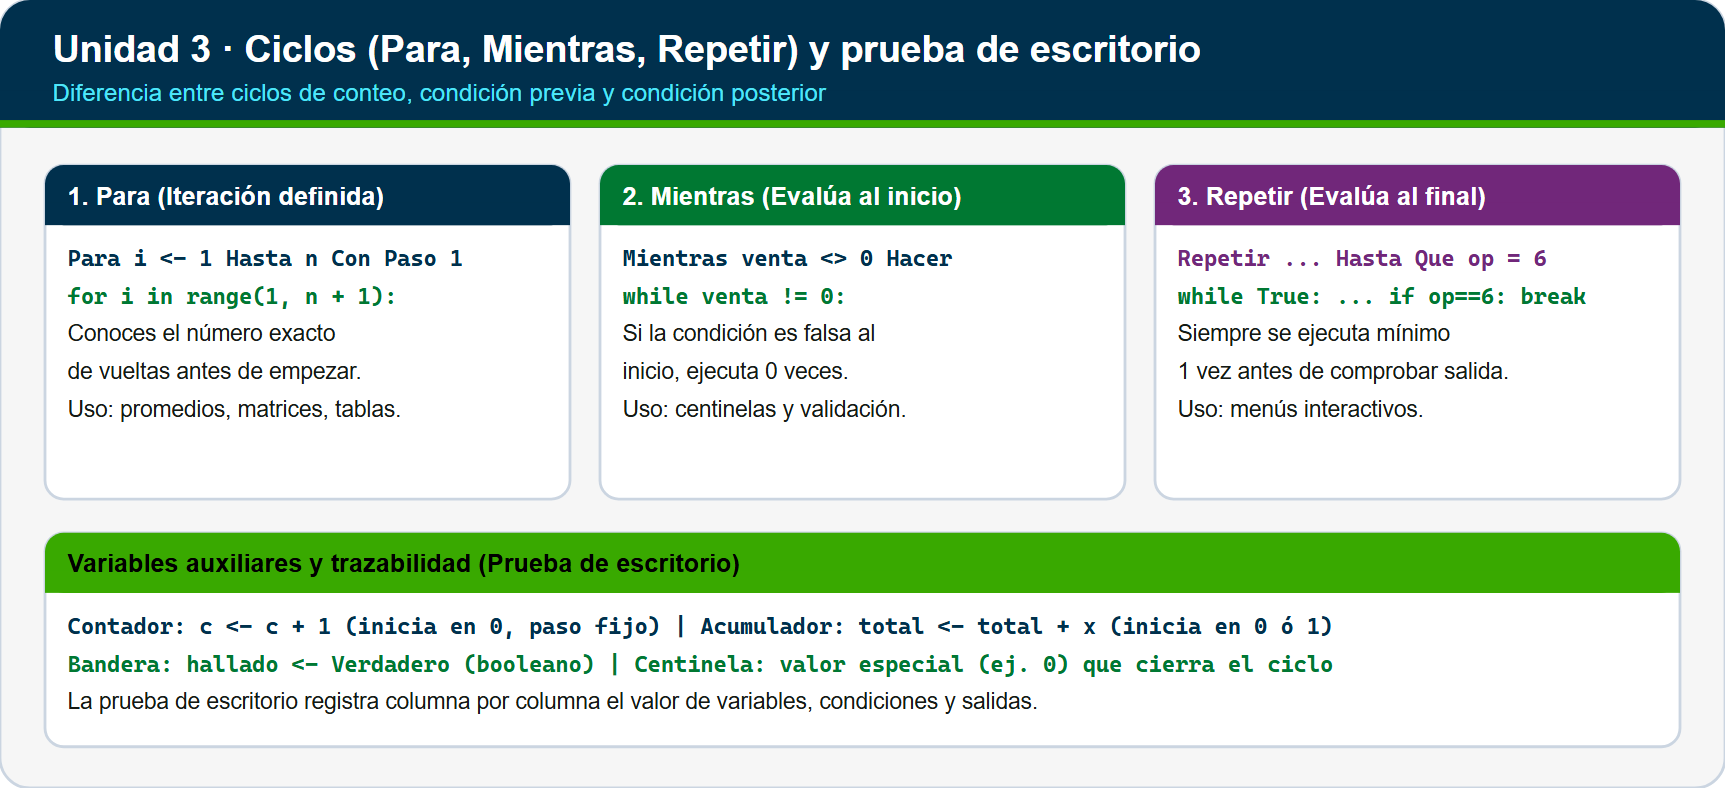 Unidad 3 · Ciclos (Para, Mientras, Repetir) y prueba de escritorio
Diferencia entre ciclos de conteo, condición previa y condición posterior
1. Para (Iteración definida)
Para i <- 1 Hasta n Con Paso 1
for i in range(1, n + 1):
Conoces el número exacto
de vueltas antes de empezar.
Uso: promedios, matrices, tablas.
2. Mientras (Evalúa al inicio)
Mientras venta <> 0 Hacer
while venta != 0:
Si la condición es falsa al
inicio, ejecuta 0 veces.
Uso: centinelas y validación.
3. Repetir (Evalúa al final)
Repetir ... Hasta Que op = 6
while True: ... if op==6: break
Siempre se ejecuta mínimo
1 vez antes de comprobar salida.
Uso: menús interactivos.
Variables auxiliares y trazabilidad (Prueba de escritorio)
Contador: c <- c + 1 (inicia en 0, paso fijo) | Acumulador: total <- total + x (inicia en 0 ó 1)
Bandera: hallado <- Verdadero (booleano) | Centinela: valor especial (ej. 0) que cierra el ciclo
La prueba de escritorio registra columna por columna el valor de variables, condiciones y salidas.